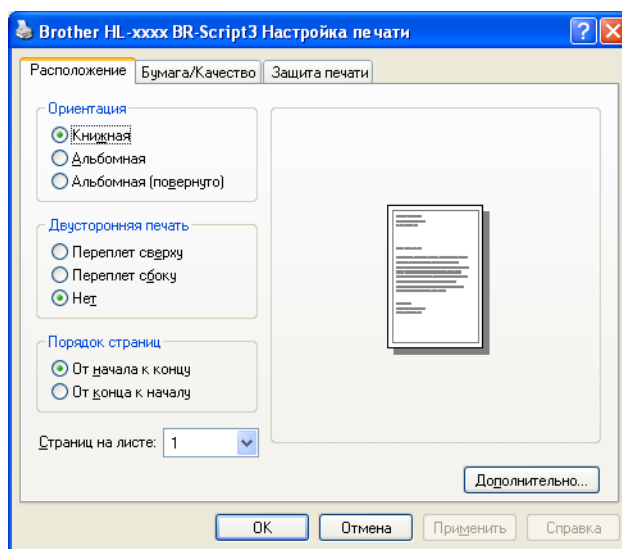 Brother HL-xxxx BR-Script3 Настройка печати
Расположение Бумага/Качество Защита печати
Ориентация
Книжная
Альбомная
Альбомная (повернуто)
Двусторонняя печать
Переплет сверху
Переплет сбоку
Нет
Порядок страниц
От начала к концу
От конца к началу
Страниц на листе: 1
Дополнительно...
OK Отмена Применить Справка